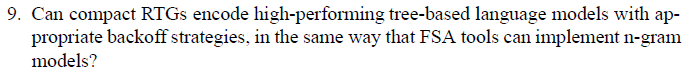 9. Can compact RTGs encode high-performing tree-based language models with ap-
propriate backoff strategies, in the same way that FSA tools can implement n-gram
models?